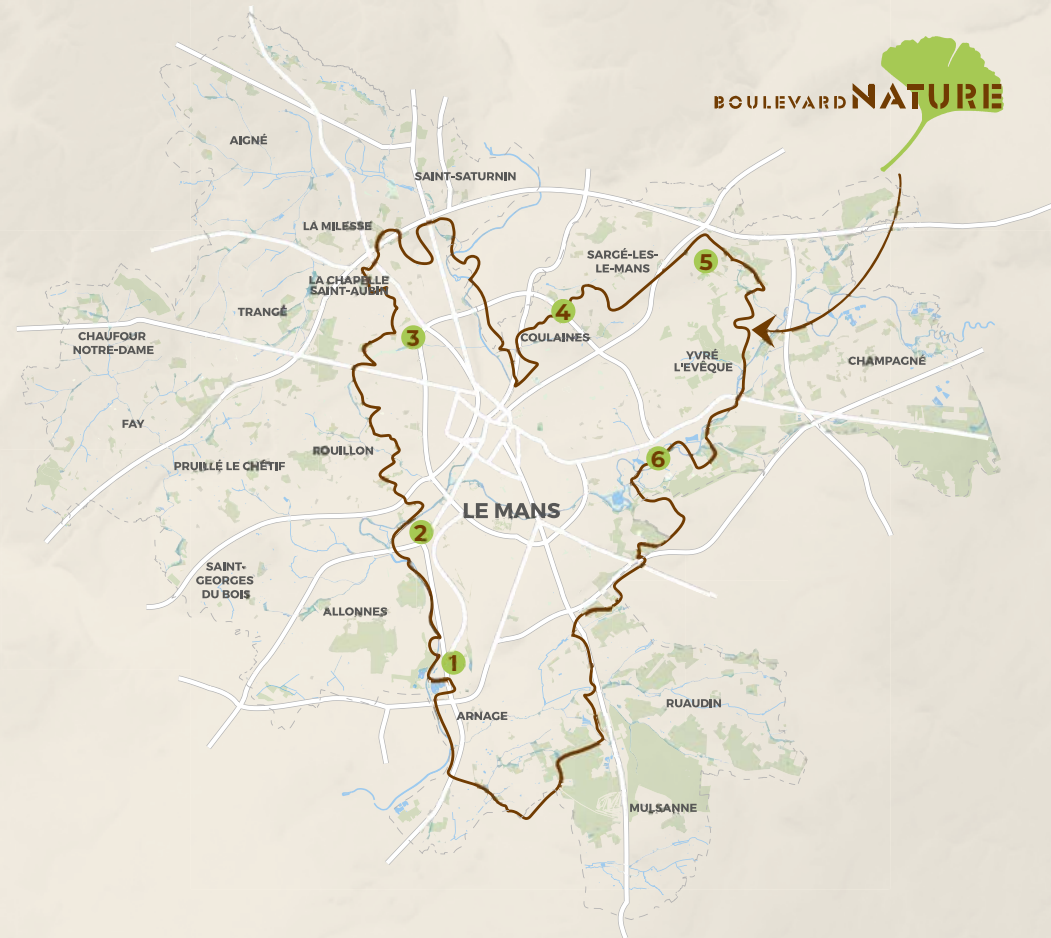 BOULEVARD NATURE
AIGNÉ
SAINT-SATURNIN
LA MILESSE
SARGÉ-LES-
LE-MANS
5
LA CHAPELLE
SAINT-AUBIN
TRANGÉ
4
3
COULAINES
CHAUFOUR
NOTRE-DAME
YVRÉ
L'EVÊQUE
CHAMPAGNÉ
FAY
ROUILLON
PRUILLÉ LE CHÉTIF
6
LE MANS
2
SAINT-
GEORGES
DU BOIS
ALLONNES
1
RUAUDIN
ARNAGE
MULSANNE